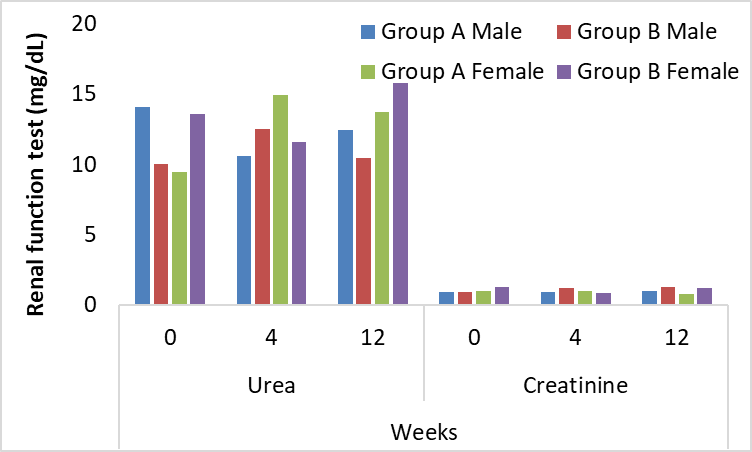 Renal function test (mg/dL)
20
15
10
5
0
Group A Male
Group B Male
Group A Female
Group B Female
0 4 12 0 4 12
Urea Creatinine
Weeks